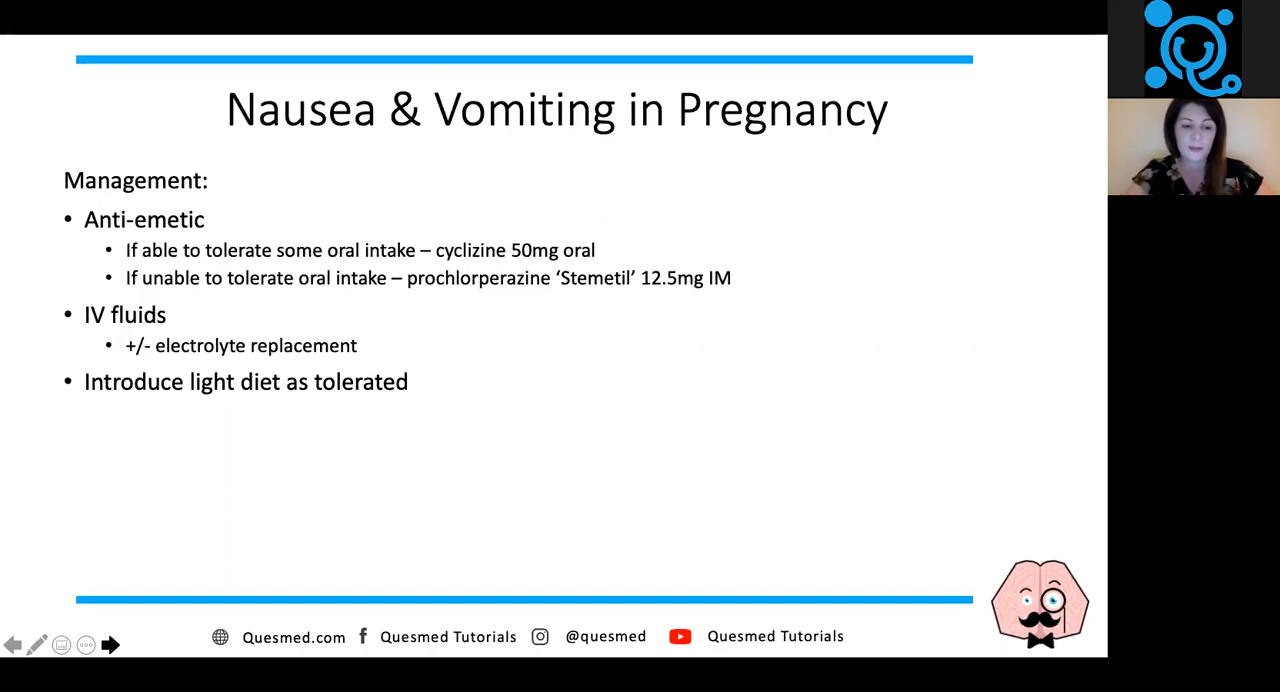 Nausea & Vomiting in Pregnancy
Management:
• Anti-emetic
• If able to tolerate some oral intake – cyclizine 50mg oral
• If unable to tolerate oral intake – prochlorperazine ‘Stemetil’ 12.5mg IM
• IV fluids
• +/- electrolyte replacement
• Introduce light diet as tolerated
Quesmed.com Quesmed Tutorials @quesmed Quesmed Tutorials